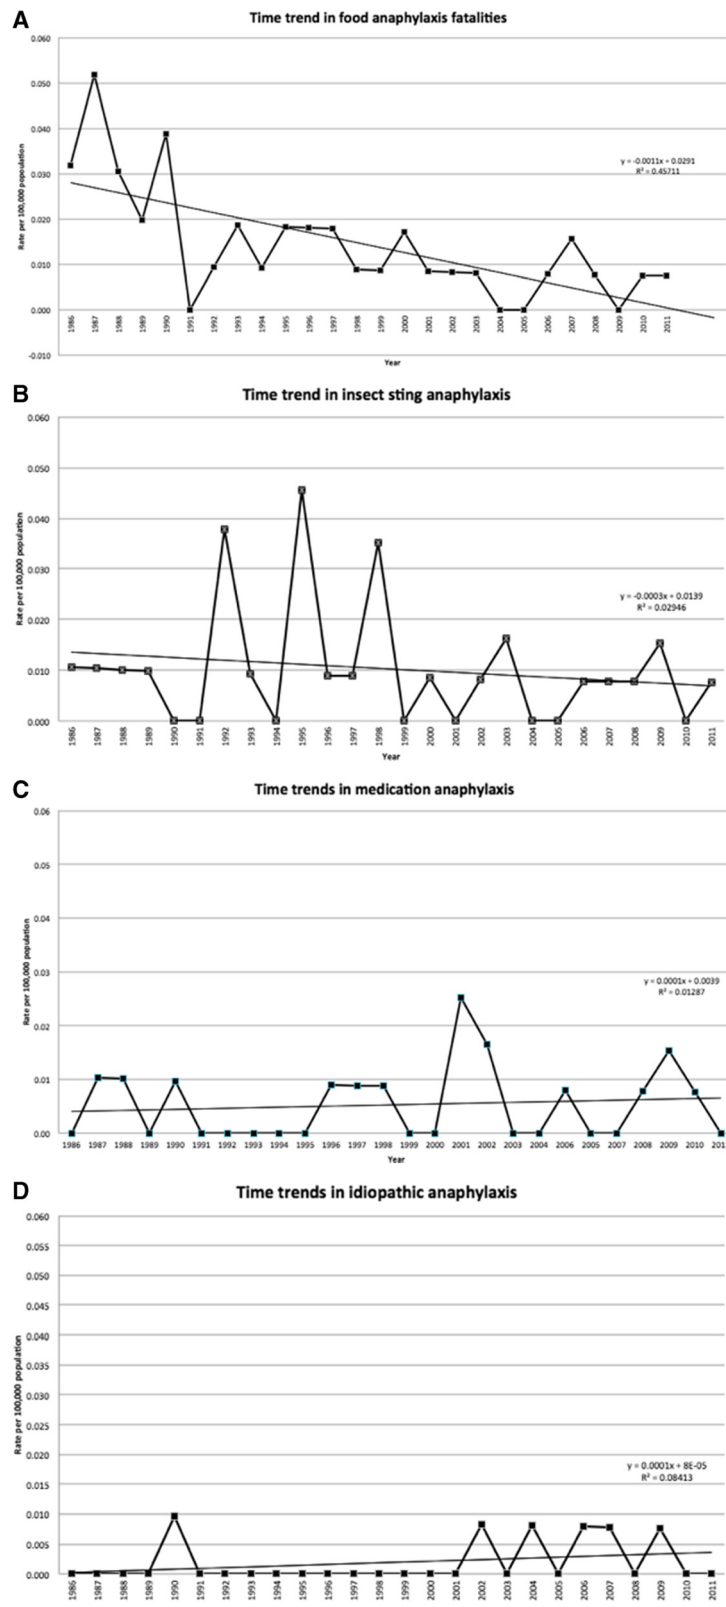 A
Time trend in food anaphylaxis fatalities
Rate per 100,000 popoulation
0.060
0.050
0.040
0.030
0.020
0.010
0.000
-0.010
y = -0.0011x + 0.0291
R² = 0.45711
1986 1987 1988 1989 1990 1991 1992 1993 1994 1995 1996 1997 1998 1999 2000 2001 2002 2003 2004 2005 2006 2007 2008 2009 2010 2011
Year
B
Time trend in insect sting anaphylaxis
Rate per 100,000 population
0.060
0.050
0.040
0.030
0.020
0.010
0.000
y = -0.0003x + 0.0139
R² = 0.02946
1986 1987 1988 1989 1990 1991 1992 1993 1994 1995 1996 1997 1998 1999 2000 2001 2002 2003 2004 2005 2006 2007 2008 2009 2010 2011
Year
C
Time trends in medication anaphylaxis
Rate per 100,000 population
0.06
0.05
0.04
0.03
0.02
0.01
0.00
y = 0.0001x + 0.0039
R² = 0.01287
1986 1987 1988 1989 1990 1991 1992 1993 1994 1995 1996 1997 1998 1999 2000 2001 2002 2003 2004 2006 2005 2007 2008 2009 2010 201
Year
D
Time trends in idiopathic anaphylaxis
Rate per 100,000 population
0.060
0.055
0.050
0.045
0.040
0.035
0.030
0.025
0.020
0.015
0.010
0.005
0.000
y = 0.0001x + 8E-05
R² = 0.08413
1986 1987 1988 1989 1990 1991 1992 1993 1994 1995 1996 1997 1998 1999 2000 2001 2002 2003 2004 2005 2006 2007 2008 2009 2010 2011